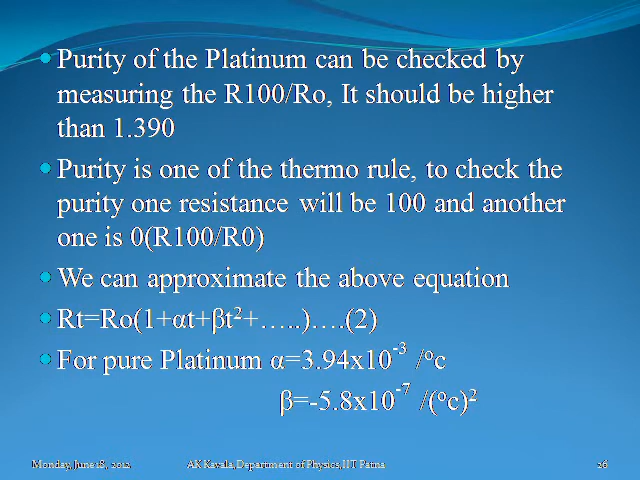 Purity of the Platinum can be checked by
measuring the R100/Ro, It should be higher
than 1.390
Purity is one of the thermo rule, to check the
purity one resistance will be 100 and another
one is 0(R100/R0)
We can approximate the above equation
Rt=Ro(1+αt+βt²+…..)….(2)
For pure Platinum α=3.94x10⁻³ /ºc
β=-5.8x10⁻⁷ /(ºc)²
Monday,June 18, 2012 AK Kavala,Department of Physics,IIT Patna 26